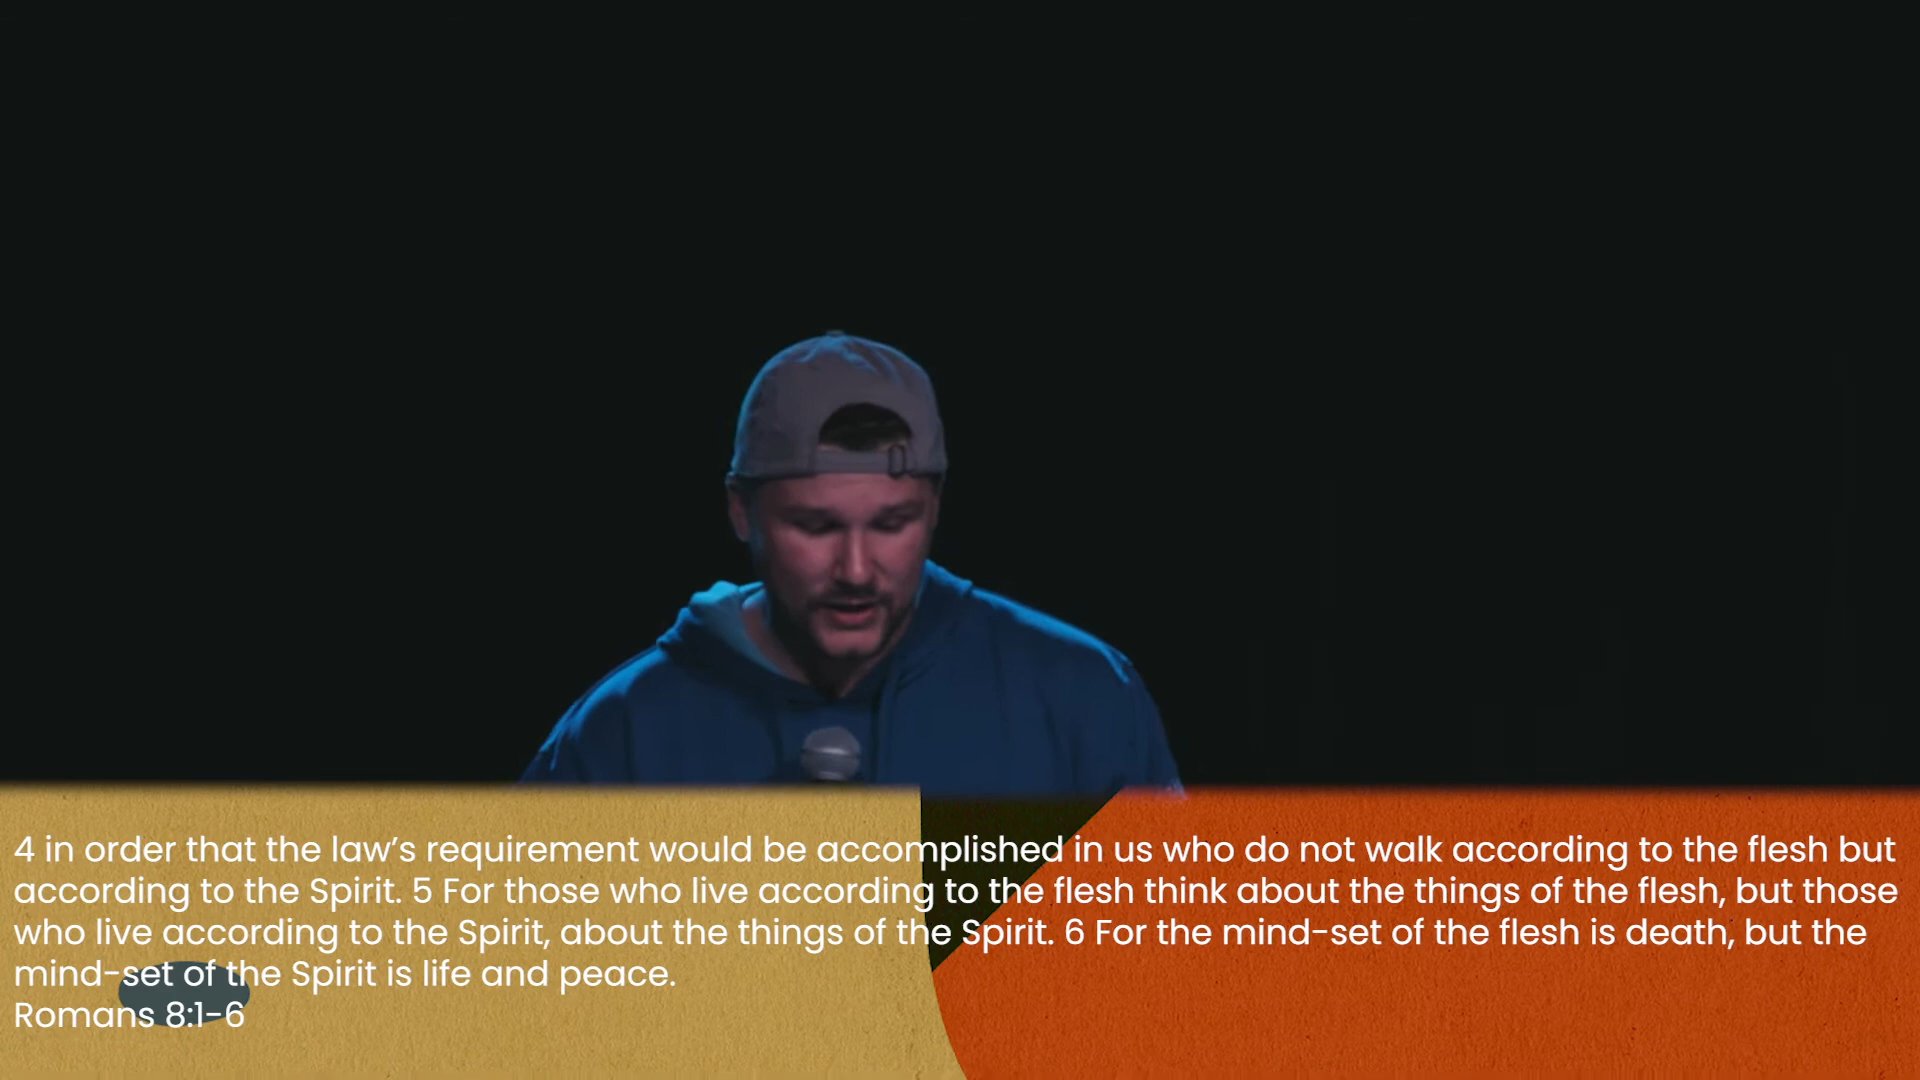 4 in order that the law’s requirement would be accomplished in us who do not walk according to the flesh but
according to the Spirit. 5 For those who live according to the flesh think about the things of the flesh, but those
who live according to the Spirit, about the things of the Spirit. 6 For the mind-set of the flesh is death, but the
mind-set of the Spirit is life and peace.
Romans 8:1-6